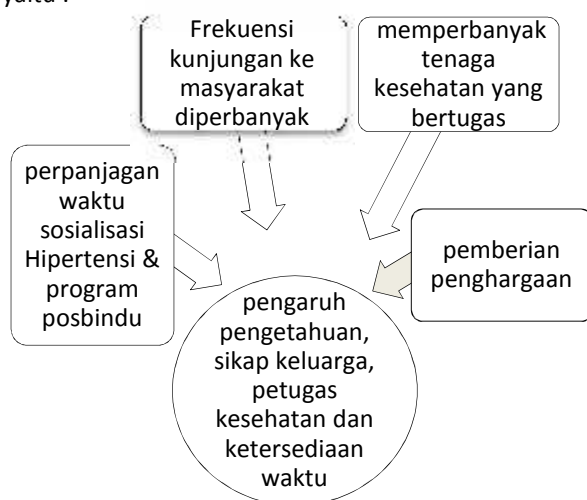 yaitu :
Frekuensi
kunjungan ke
masyarakat
diperbanyak
memperbanyak
tenaga
kesehatan yang
bertugas
perpanjagan
waktu
sosialisasi
Hipertensi &
program
posbindu
pemberian
penghargaan
pengaruh
pengetahuan,
sikap keluarga,
petugas
kesehatan dan
ketersediaan
waktu